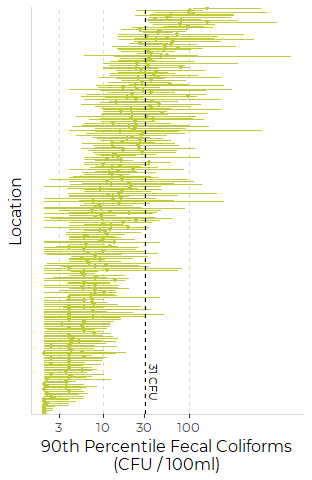 Location
31 CFU
3 10 30 100
90th Percentile Fecal Coliforms
(CFU / 100ml)